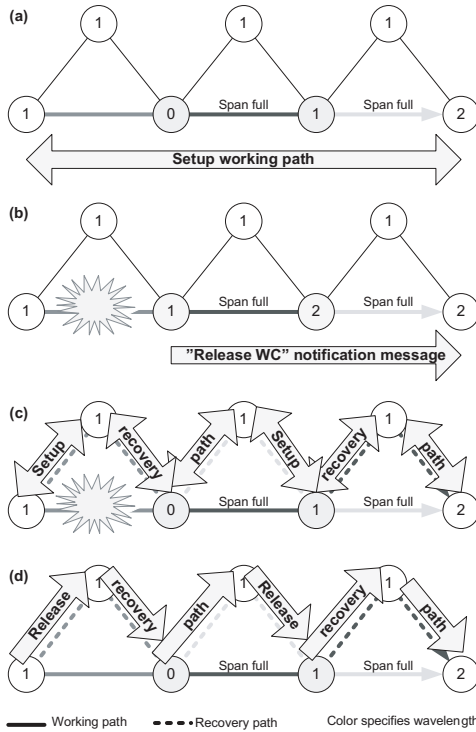 (a)
1 1 1
Span full Span full
1 0 1 2
Setup working path
(b)
1 1 1
Span full Span full
1 1 2 2
”Release WC” notification message
(c)
1 1 1
Setup recovery path Setup recovery path
Span full Span full
1 0 1 2
(d)
1 1 1
Release recovery path Release recovery path
Span full Span full
1 0 1 2
Working path Recovery path Color specifies wavelength